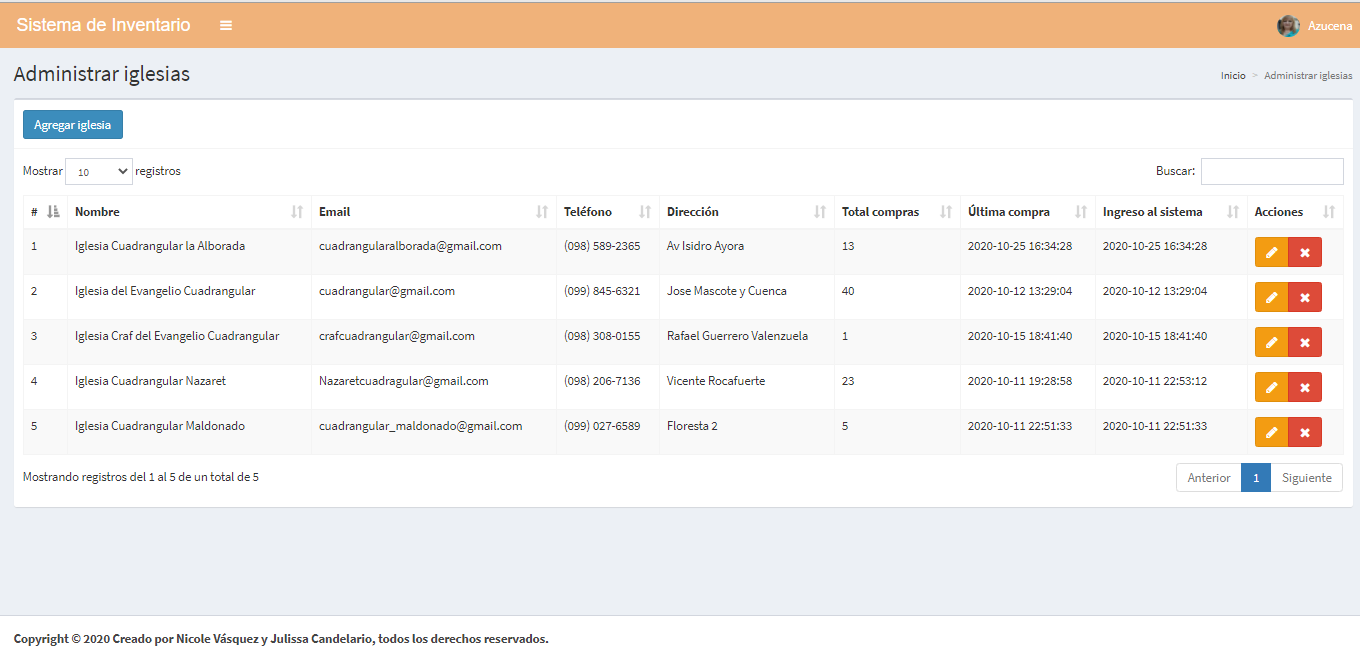 Sistema de Inventario Azucena
Administrar iglesias Inicio > Administrar iglesias
Agregar iglesia
Mostrar 10 registros Buscar:
# Nombre Email Teléfono Dirección Total compras Última compra Ingreso al sistema Acciones
1 Iglesia Cuadrangular la Alborada cuadrangularalborada@gmail.com (098) 589-2365 Av Isidro Ayora 13 2020-10-25 16:34:28 2020-10-25 16:34:28
2 Iglesia del Evangelio Cuadrangular cuadrangular@gmail.com (099) 845-6321 Jose Mascote y Cuenca 40 2020-10-12 13:29:04 2020-10-12 13:29:04
3 Iglesia Craf del Evangelio Cuadrangular crafcuadrangular@gmail.com (098) 308-0155 Rafael Guerrero Valenzuela 1 2020-10-15 18:41:40 2020-10-15 18:41:40
4 Iglesia Cuadrangular Nazaret Nazaretcuadragular@gmail.com (098) 206-7136 Vicente Rocafuerte 23 2020-10-11 19:28:58 2020-10-11 22:53:12
5 Iglesia Cuadrangular Maldonado cuadrangular_maldonado@gmail.com (099) 027-6589 Floresta 2 5 2020-10-11 22:51:33 2020-10-11 22:51:33
Mostrando registros del 1 al 5 de un total de 5 Anterior 1 Siguiente
Copyright © 2020 Creado por Nicole Vásquez y Julissa Candelario, todos los derechos reservados.